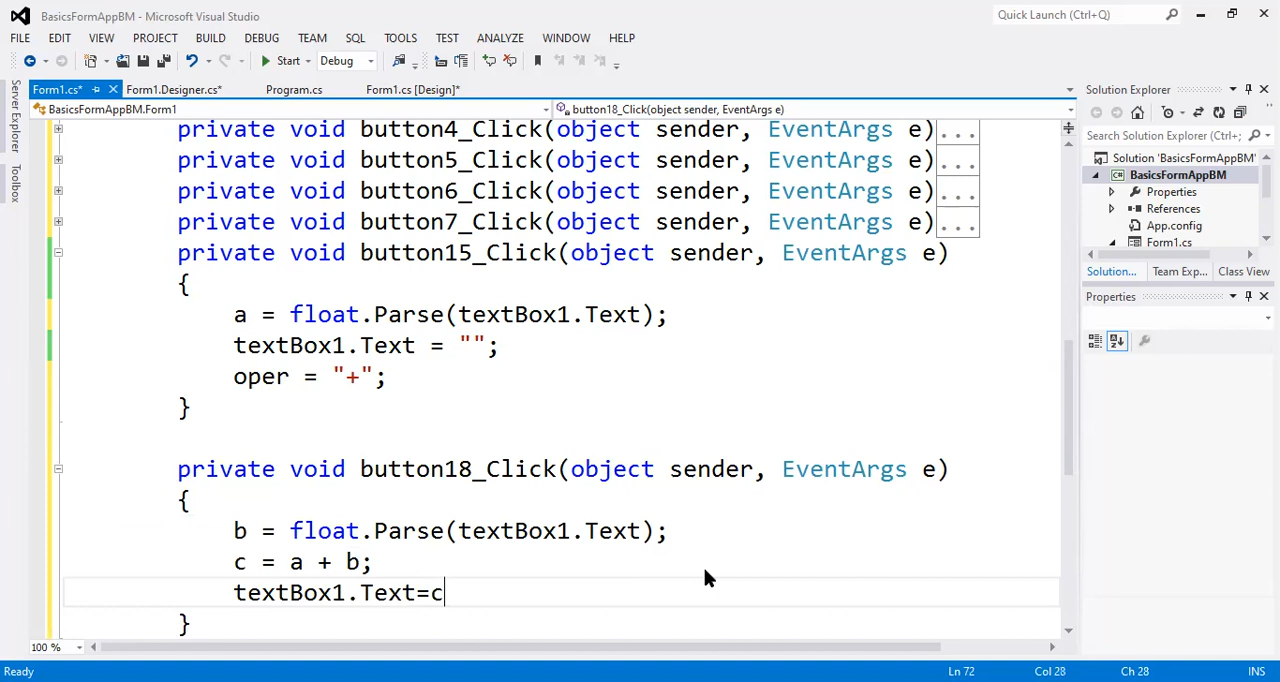 BasicsFormAppBM - Microsoft Visual Studio
Quick Launch (Ctrl+Q)
FILE EDIT VIEW PROJECT BUILD DEBUG TEAM SQL TOOLS TEST ANALYZE WINDOW HELP
Start Debug
Form1.cs* Form1.Designer.cs* Program.cs Form1.cs [Design]*
BasicsFormAppBM.Form1 button18_Click(object sender, EventArgs e)
Server Explorer
Toolbox
private void button4_Click(object sender, EventArgs e)...
private void button5_Click(object sender, EventArgs e)...
private void button6_Click(object sender, EventArgs e)...
private void button7_Click(object sender, EventArgs e)...
private void button15_Click(object sender, EventArgs e)
{
a = float.Parse(textBox1.Text);
textBox1.Text = "";
oper = "+";
}
private void button18_Click(object sender, EventArgs e)
{
b = float.Parse(textBox1.Text);
c = a + b;
textBox1.Text=c
}
100 %
Solution Explorer
Search Solution Explorer (Ctrl+;
Solution 'BasicsFormAppBM'
BasicsFormAppBM
Properties
References
App.config
Form1.cs
Solution... Team Exp... Class View
Properties
Ready Ln 72 Col 28 Ch 28 INS